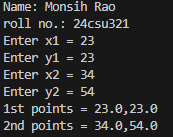 Name: Monsih Rao
roll no.: 24csu321
Enter x1 = 23
Enter y1 = 23
Enter x2 = 34
Enter y2 = 54
1st points = 23.0,23.0
2nd points = 34.0,54.0